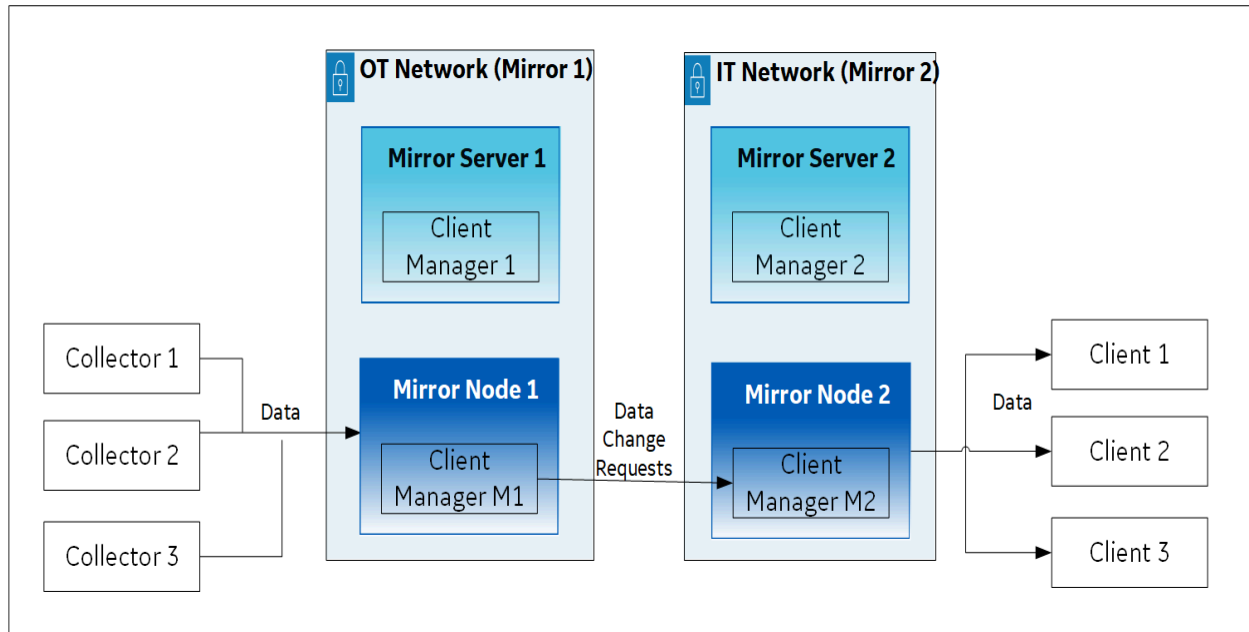 OT Network (Mirror 1)
IT Network (Mirror 2)
Mirror Server 1
Client
Manager 1
Mirror Server 2
Client
Manager 2
Collector 1
Collector 2
Collector 3
Data
Mirror Node 1
Client
Manager M1
Data
Change
Requests
Mirror Node 2
Client
Manager M2
Data
Client 1
Client 2
Client 3